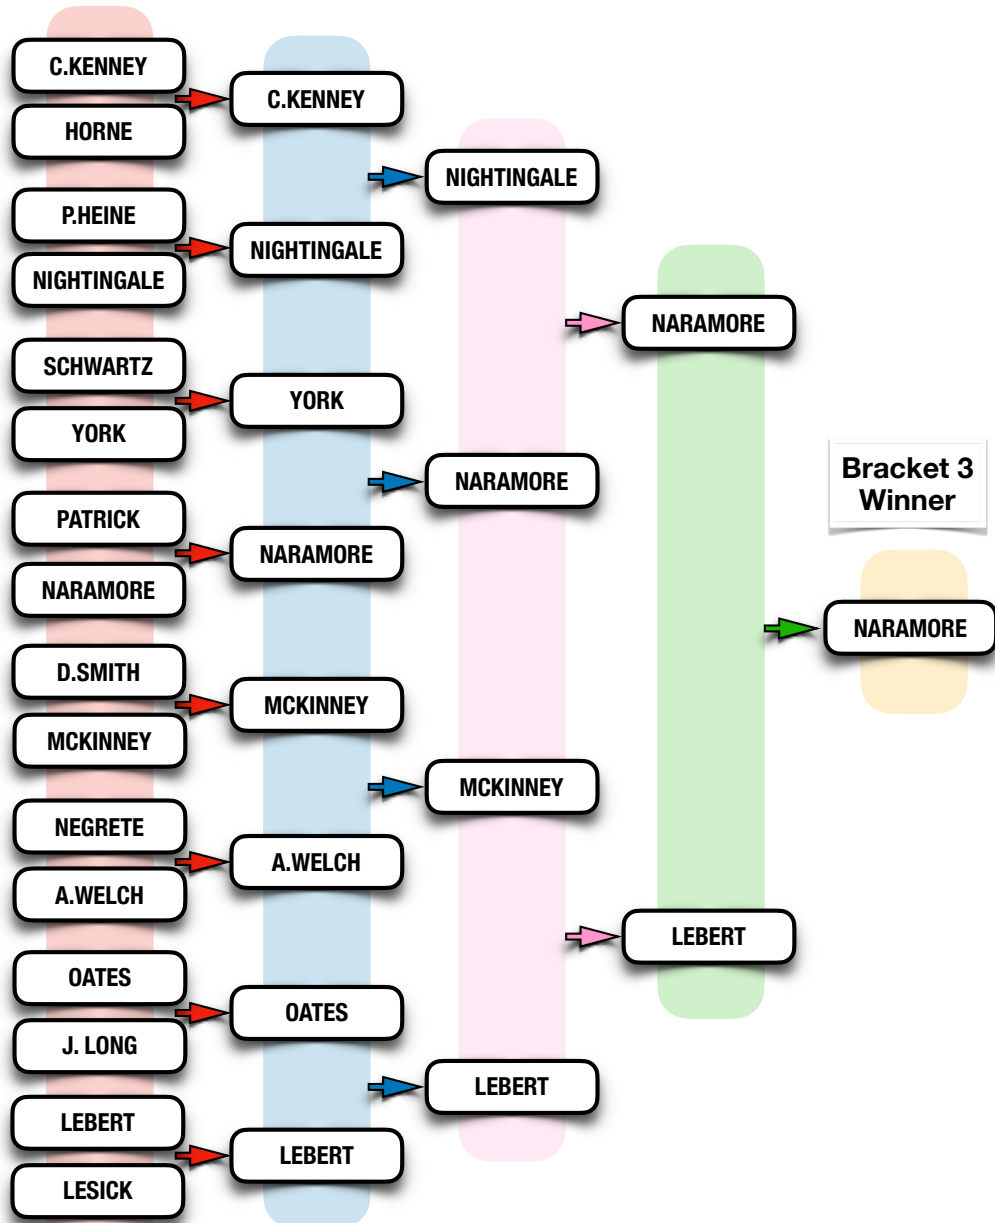 C.KENNEY
HORNE
P.HEINE
NIGHTINGALE
SCHWARTZ
YORK
PATRICK
NARAMORE
D.SMITH
MCKINNEY
NEGRETE
A.WELCH
OATES
J. LONG
LEBERT
LESICK
C.KENNEY
NIGHTINGALE
YORK
NARAMORE
MCKINNEY
A.WELCH
OATES
LEBERT
NIGHTINGALE
NARAMORE
MCKINNEY
LEBERT
NARAMORE
LEBERT
Bracket 3
Winner
NARAMORE